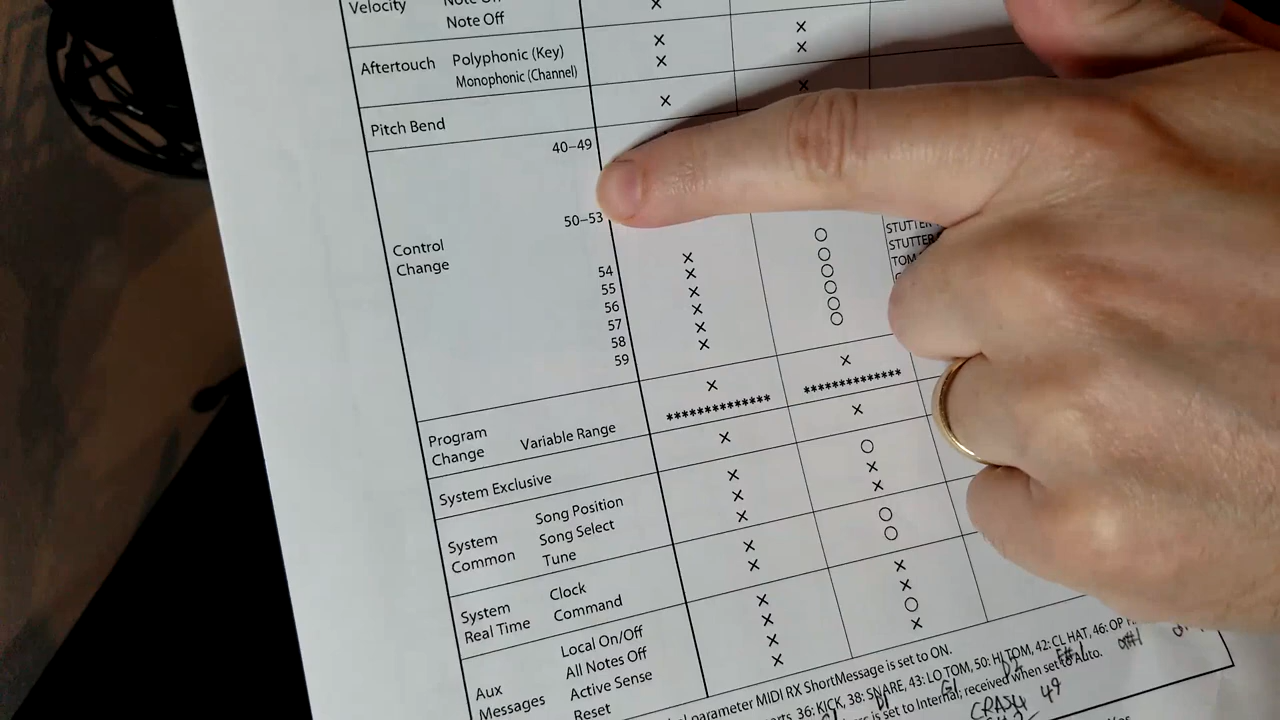 Velocity
Note Off
× 
Aftertouch Polyphonic (Key) × ×
Monophonic (Channel) × ×
Pitch Bend × ×
Control Change
40–49
50–53 ○
STUTTER
× ○ STUTTER
54 × ○ TOM
55 × ○
56 × ○
57 × ○
58 ×
59
Program Change Variable Range × ×
************** **************
System Exclusive × ×
System Common Song Position × ○
Song Select × ×
Tune × ×
System Real Time Clock × ○
Command × ○
Aux Messages Local On/Off × ×
All Notes Off × ×
Active Sense × ○
Reset × ×
parameter MIDI RX ShortMessage is set to ON.
36: KICK, 38: SNARE, 43: LO TOM, 50: HI TOM, 42: CL HAT, 46: OP
is set to Internal; received when set to Auto.
G1 D1 F#1
CRASH 49